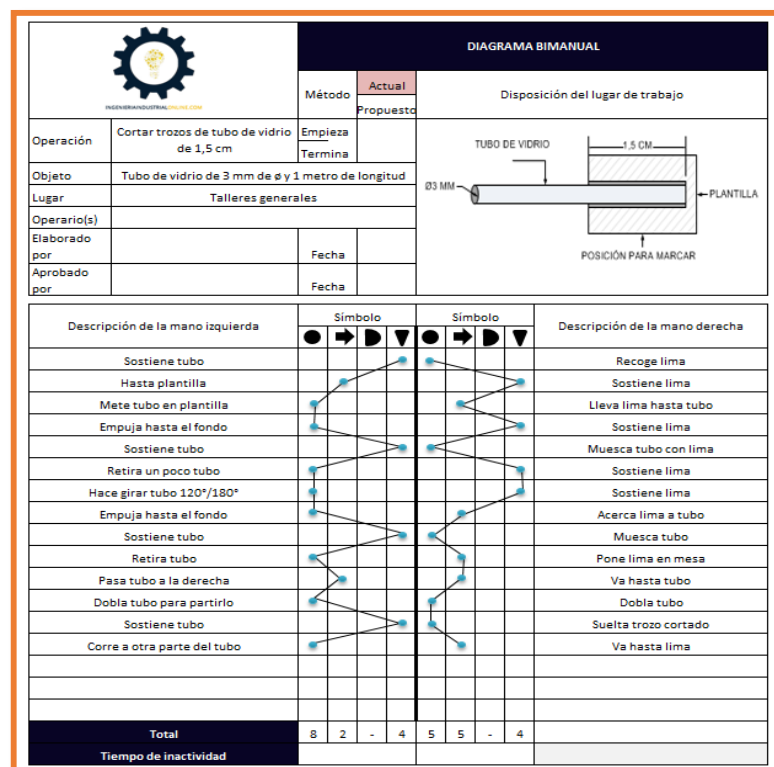 DIAGRAMA BIMANUAL
INGENIERIAINDUSTRIALONLINE.COM
Método
Actual
Propuesto
Disposición del lugar de trabajo
Operación
Cortar trozos de tubo de vidrio
de 1,5 cm
Empieza
Termina
Objeto
Tubo de vidrio de 3 mm de ø y 1 metro de longitud
Lugar
Talleres generales
Operario(s)
Elaborado
por
Fecha
Aprobado
por
Fecha
TUBO DE VIDRIO
1,5 CM
Ø3 MM
PLANTILLA
POSICIÓN PARA MARCAR
Descripción de la mano izquierda
Símbolo
Símbolo
Descripción de la mano derecha
Sostiene tubo
Recoge lima
Hasta plantilla
Sostiene lima
Mete tubo en plantilla
Lleva lima hasta tubo
Empuja hasta el fondo
Sostiene lima
Sostiene tubo
Muesca tubo con lima
Retira un poco tubo
Sostiene lima
Hace girar tubo 120°/180°
Sostiene lima
Empuja hasta el fondo
Acerca lima a tubo
Sostiene tubo
Muesca tubo
Retira tubo
Pone lima en mesa
Pasa tubo a la derecha
Va hasta tubo
Dobla tubo para partirlo
Dobla tubo
Sostiene tubo
Suelta trozo cortado
Corre a otra parte del tubo
Va hasta lima
Total 8 2 - 4 5 5 - 4
Tiempo de inactividad